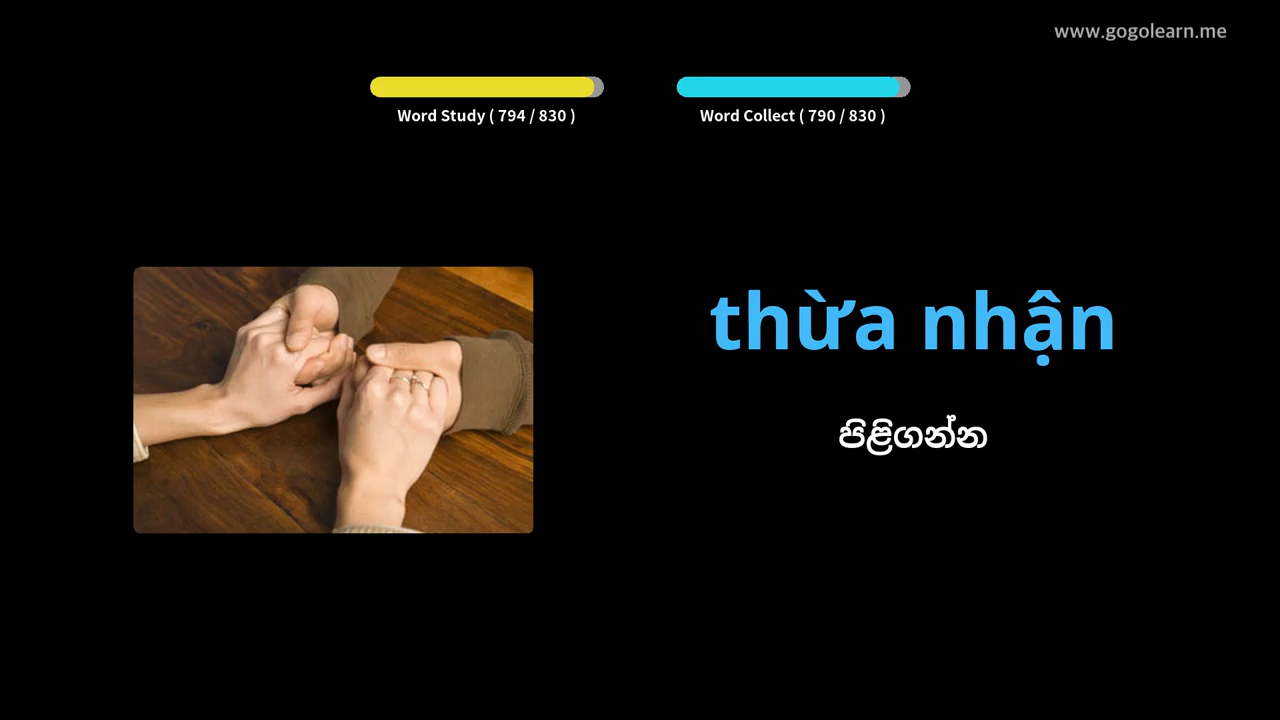 www.gogolearn.me
Word Study ( 794 / 830 )
Word Collect ( 790 / 830 )
thừa nhận
පිළිගන්න